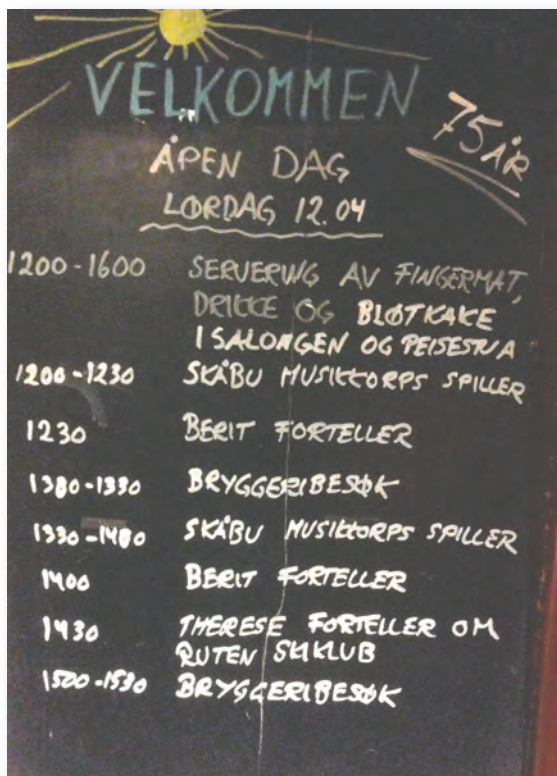 VELKOMMEN
75 ÅR
ÅPEN DAG
LØRDAG 12.04
1200-1600 SERVERING AV FINGERMAT,
DRICKE OG BLØTKAKE
I SALONGEN OG PEISESTUA
1200-1230 SKÅBU MUSIKKORPS SPILLER
1230 BERIT FORTELLER
1300-1330 BRYGGERIBESØK
1330-1400 SKÅBU MUSIKKORPS SPILLER
1400 BERIT FORTELLER
1430 THERESE FORTELLER OM
RUTEN SKIKLUB
1500-1530 BRYGGERIBESØK